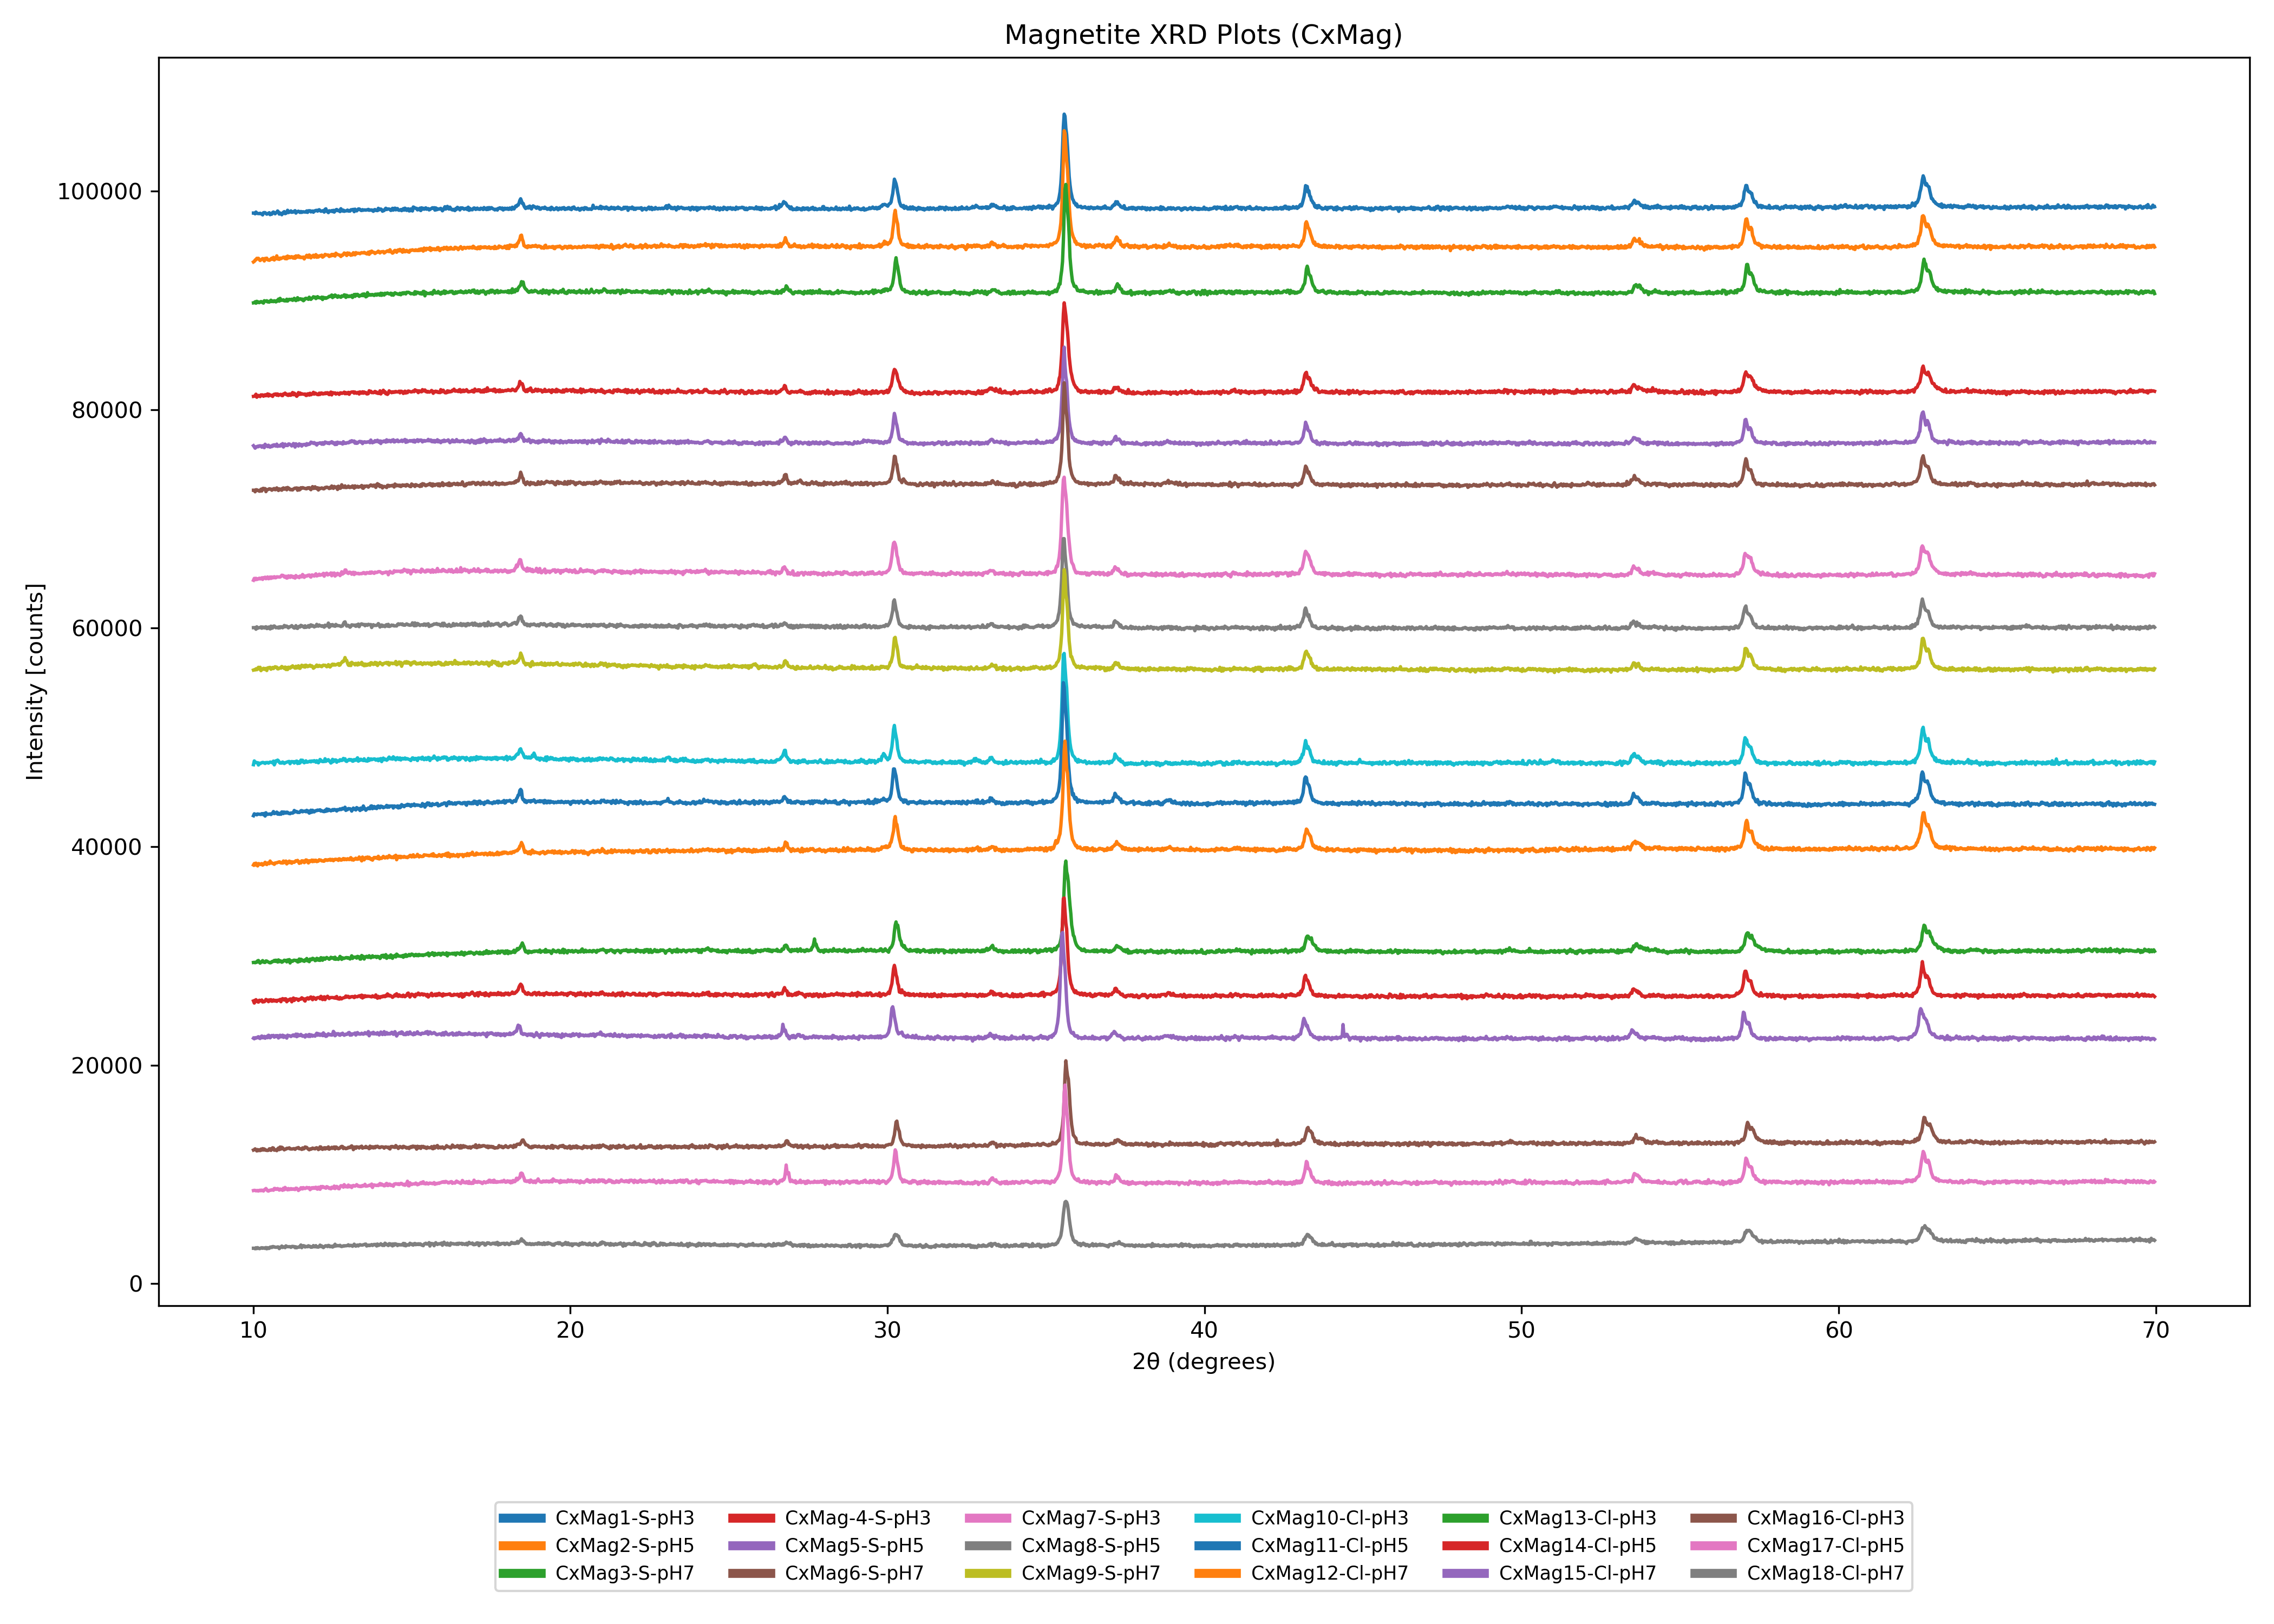 Magnetite XRD Plots (CxMag)
100000
80000
60000
40000
20000
0
Intensity [counts]
10 20 30 40 50 60 70
2θ (degrees)
CxMag1-S-pH3 CxMag-4-S-pH3 CxMag7-S-pH3 CxMag10-Cl-pH3 CxMag13-Cl-pH3 CxMag16-Cl-pH3
CxMag2-S-pH5 CxMag5-S-pH5 CxMag8-S-pH5 CxMag11-Cl-pH5 CxMag14-Cl-pH5 CxMag17-Cl-pH5
CxMag3-S-pH7 CxMag6-S-pH7 CxMag9-S-pH7 CxMag12-Cl-pH7 CxMag15-Cl-pH7 CxMag18-Cl-pH7